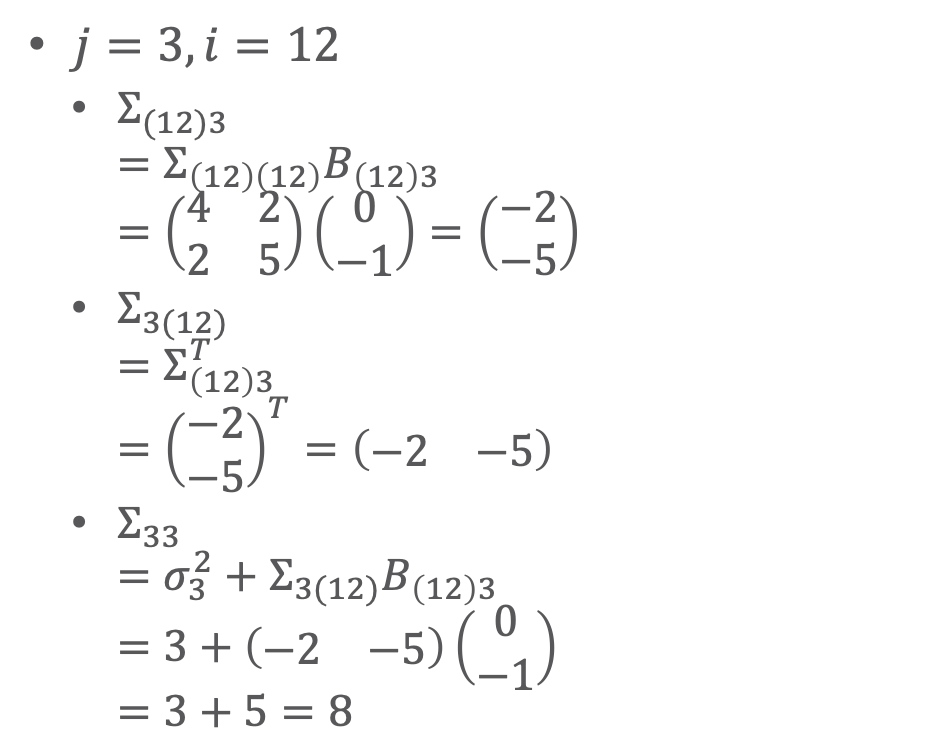 • j = 3, i = 12
• Σ₍₁₂₎₃
= Σ₍₁₂₎₍₁₂₎B₍₁₂₎₃
= (4 2; 2 5)(0; −1) = (−2; −5)
• Σ₃₍₁₂₎
= Σᵀ₍₁₂₎₃
= (−2; −5)ᵀ = (−2 −5)
• Σ₃₃
= σ₃² + Σ₃₍₁₂₎B₍₁₂₎₃
= 3 + (−2 −5)(0; −1)
= 3 + 5 = 8